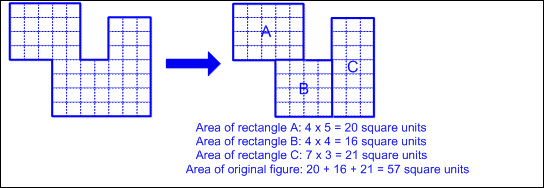 A
B
C
Area of rectangle A: 4 x 5 = 20 square units
Area of rectangle B: 4 x 4 = 16 square units
Area of rectangle C: 7 x 3 = 21 square units
Area of original figure: 20 + 16 + 21 = 57 square units